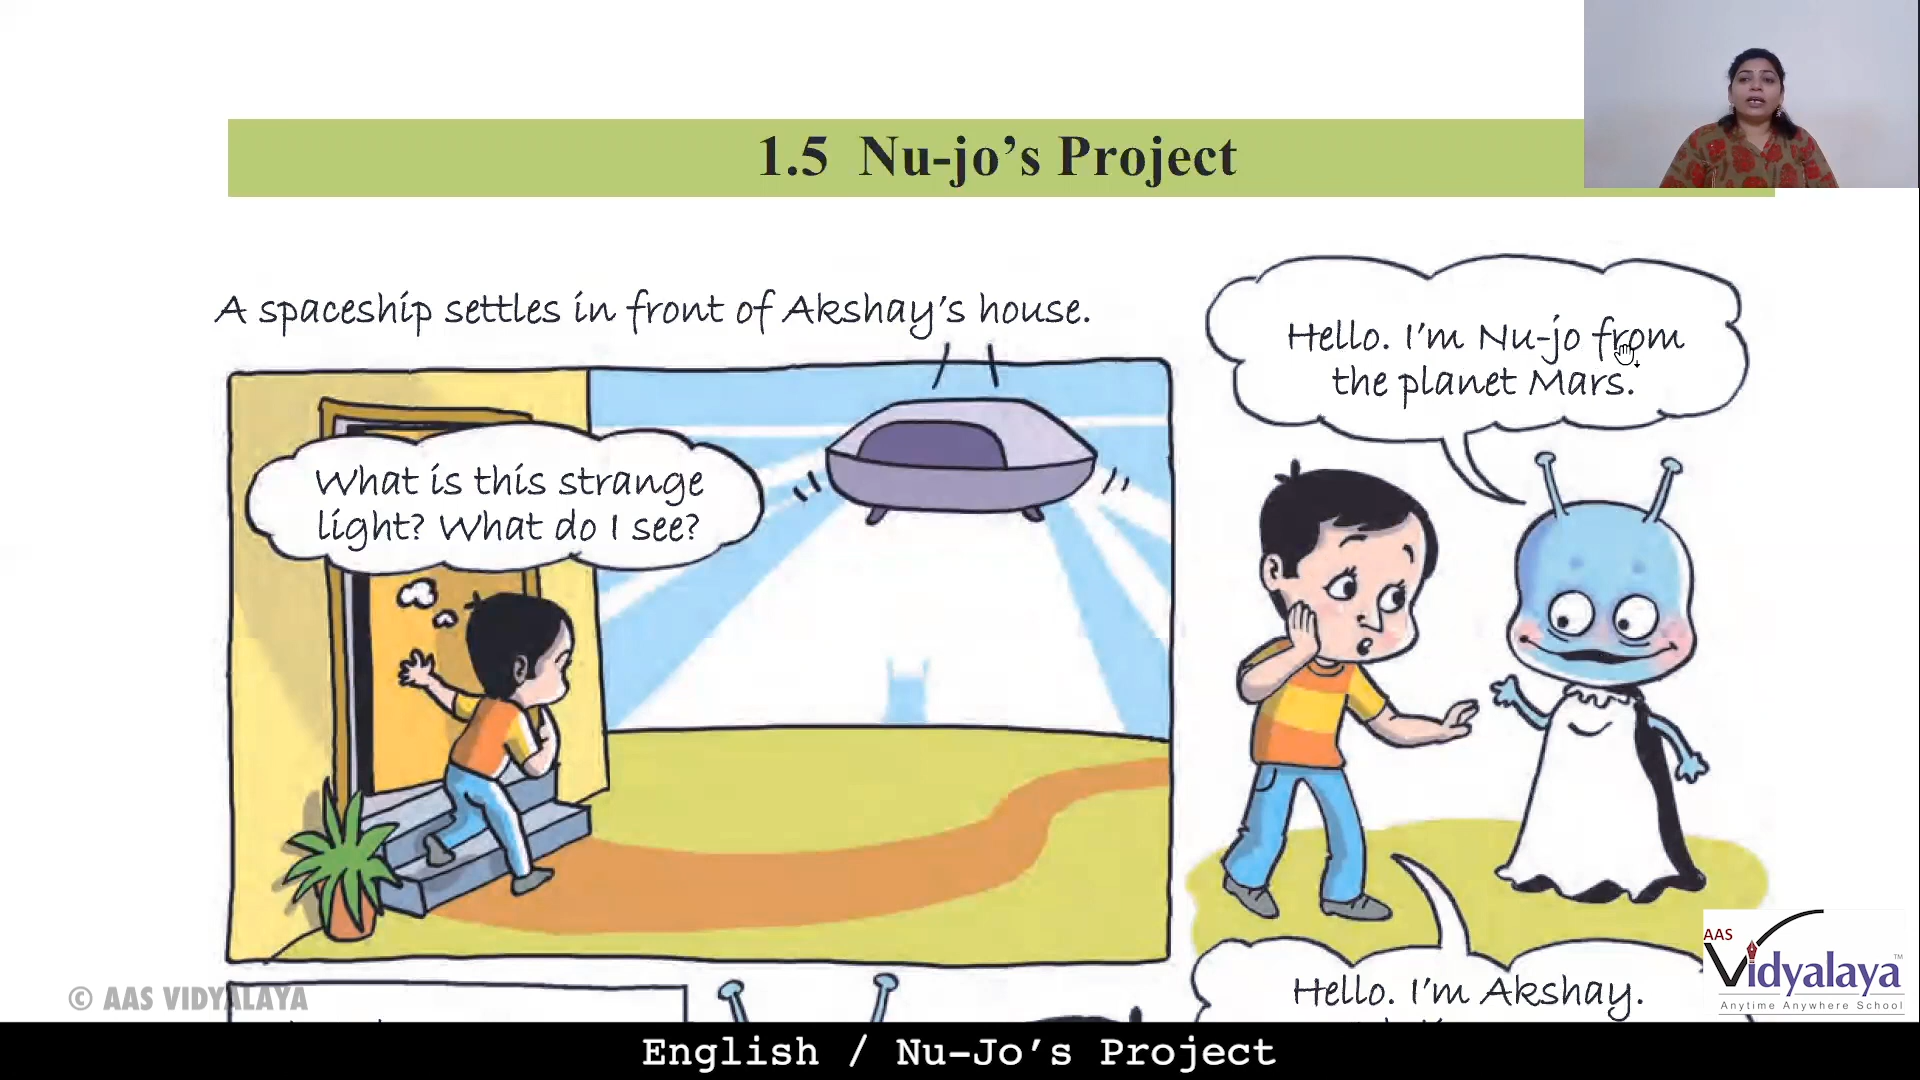 1.5 Nu-jo’s Project
A spaceship settles in front of Akshay’s house.
What is this strange
light? What do I see?
Hello. I’m Nu-jo from
the planet Mars.
Hello. I’m Akshay.
AAS
Vidyalaya
TM
Anytime Anywhere School
© AAS VIDYALAYA
English / Nu-Jo’s Project